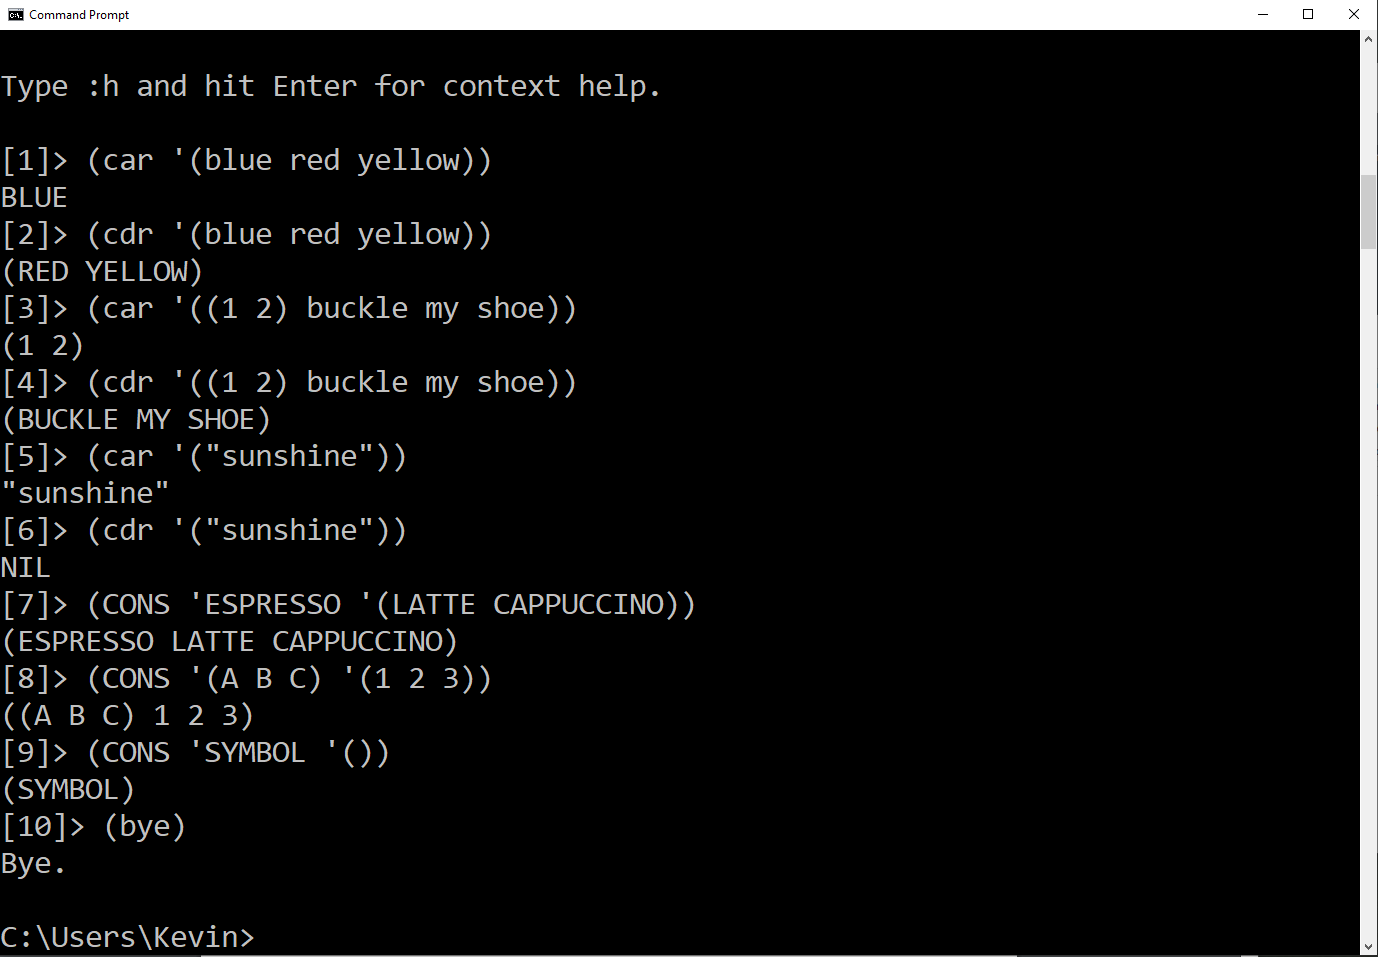 Command Prompt
Type :h and hit Enter for context help.
[1]> (car '(blue red yellow))
BLUE
[2]> (cdr '(blue red yellow))
(RED YELLOW)
[3]> (car '((1 2) buckle my shoe))
(1 2)
[4]> (cdr '((1 2) buckle my shoe))
(BUCKLE MY SHOE)
[5]> (car '("sunshine"))
"sunshine"
[6]> (cdr '("sunshine"))
NIL
[7]> (CONS 'ESPRESSO '(LATTE CAPPUCCINO))
(ESPRESSO LATTE CAPPUCCINO)
[8]> (CONS '(A B C) '(1 2 3))
((A B C) 1 2 3)
[9]> (CONS 'SYMBOL '())
(SYMBOL)
[10]> (bye)
Bye.
C:\Users\Kevin>